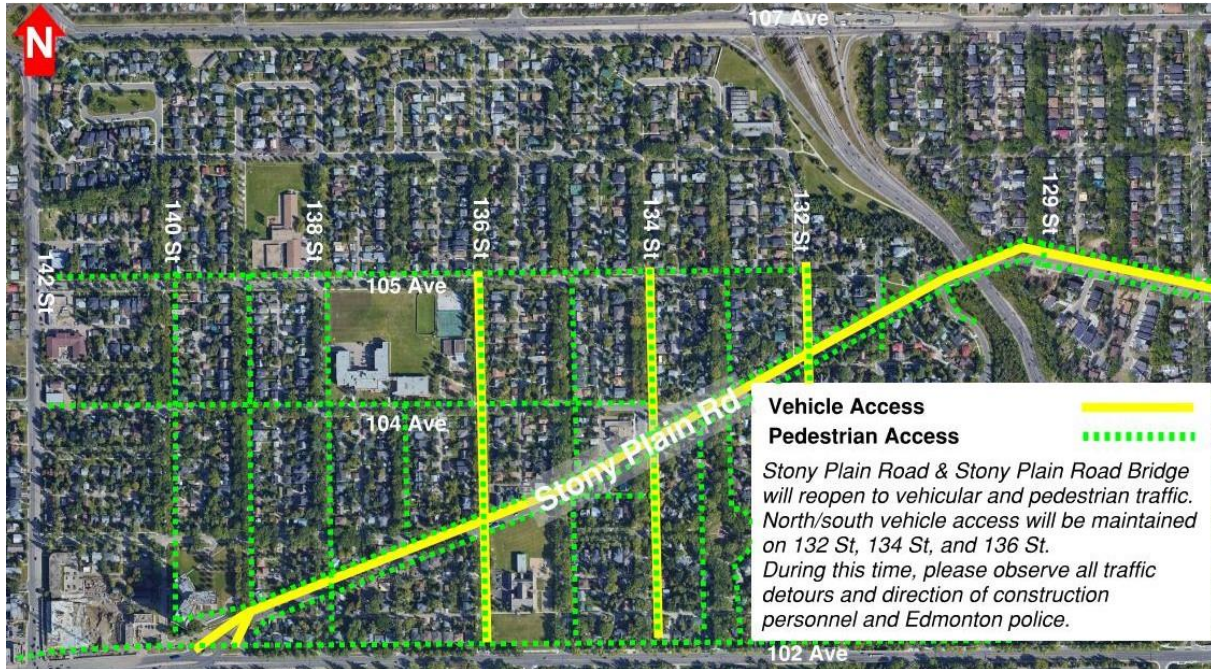 107 Ave
N
140 St
138 St
136 St
134 St
132 St
129 St
142 St
105 Ave
104 Ave
Stony Plain Rd
Vehicle Access
Pedestrian Access
Stony Plain Road & Stony Plain Road Bridge
will reopen to vehicular and pedestrian traffic.
North/south vehicle access will be maintained
on 132 St, 134 St, and 136 St.
During this time, please observe all traffic
detours and direction of construction
personnel and Edmonton police.
102 Ave